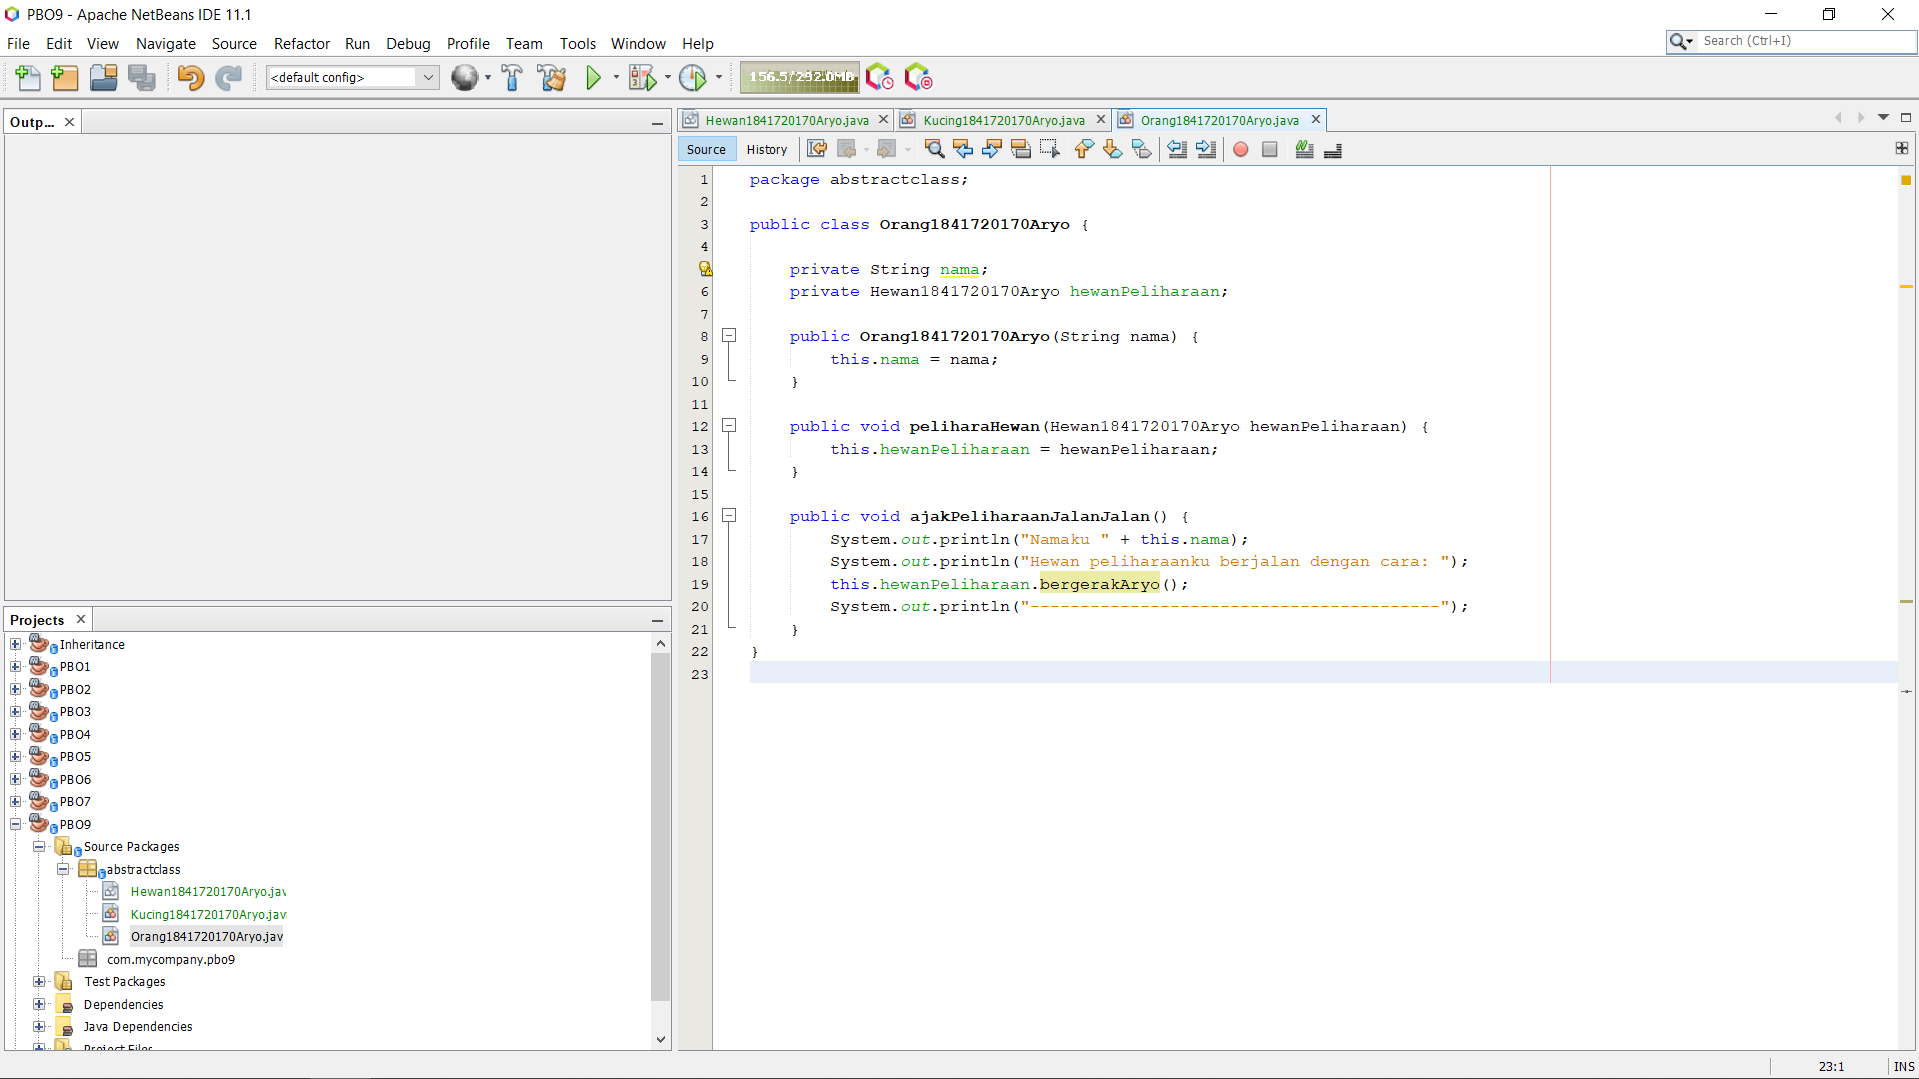 PBO9 - Apache NetBeans IDE 11.1
File Edit View Navigate Source Refactor Run Debug Profile Team Tools Window Help
Search (Ctrl+I)
<default config>
156.5/292.0MB
Outp...
Hewan1841720170Aryo.java
Kucing1841720170Aryo.java
Orang1841720170Aryo.java
Source History
1 package abstractclass;
2
3 public class Orang1841720170Aryo {
4
private String nama;
6 private Hewan1841720170Aryo hewanPeliharaan;
7
8 public Orang1841720170Aryo(String nama) {
9 this.nama = nama;
10 }
11
12 public void peliharaHewan(Hewan1841720170Aryo hewanPeliharaan) {
13 this.hewanPeliharaan = hewanPeliharaan;
14 }
15
16 public void ajakPeliharaanJalanJalan() {
17 System.out.println("Namaku " + this.nama);
18 System.out.println("Hewan peliharaanku berjalan dengan cara: ");
19 this.hewanPeliharaan.bergerakAryo();
20 System.out.println("-----------------------------------------");
21 }
22 }
23
Projects
Inheritance
PBO1
PBO2
PBO3
PBO4
PBO5
PBO6
PBO7
PBO9
Source Packages
abstractclass
Hewan1841720170Aryo.jav
Kucing1841720170Aryo.java
Orang1841720170Aryo.jav
com.mycompany.pbo9
Test Packages
Dependencies
Java Dependencies
Project Files
23:1 INS